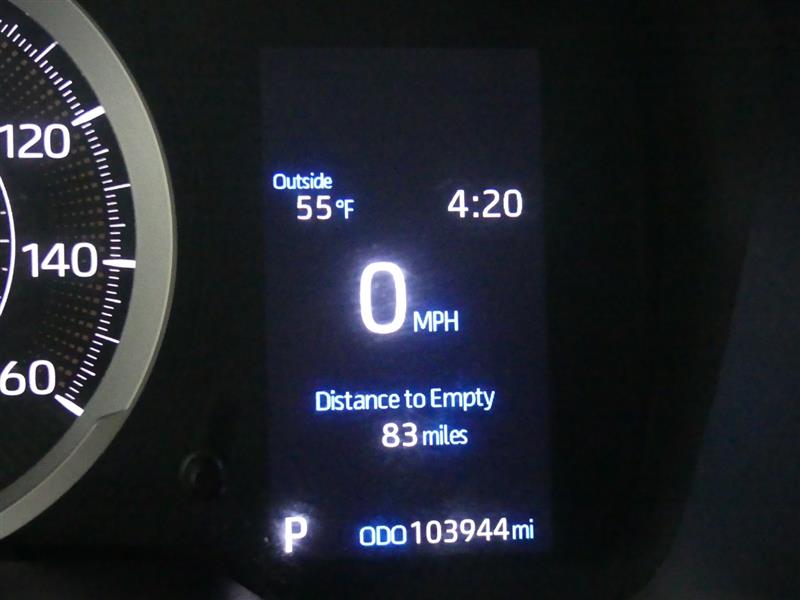 120
140
60
Outside
55°F 4:20
0 MPH
Distance to Empty
83 miles
P ODO 103944 mi